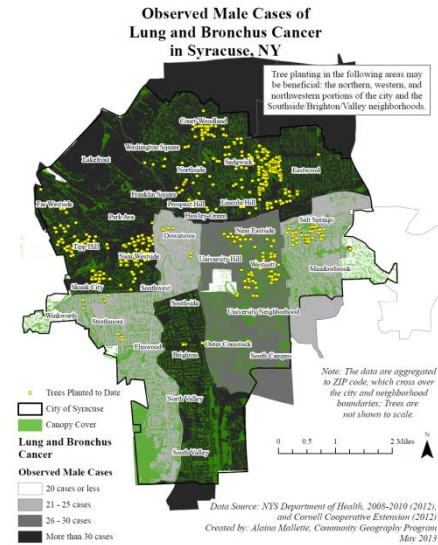 Observed Male Cases of
Lung and Bronchus Cancer
in Syracuse, NY
Tree planting in the following areas may
be beneficial: the northern, western, and
northwestern portions of the city and the
Southside/Brighton/Valley neighborhoods.
Court-Woodlawn
Washington Square
Lakefront
Northside
Sedgwick
Eastwood
Franklin Square
Far Westside
Prospect Hill
Lincoln Hill
Park Ave
Hawley-Green
Salt Springs
Downtown
Near Eastside
Tipp Hill
Near Westside
University Hill
Westcott
Meadowbrook
Skunk City
Southwest
Winkworth
Southside
University Neighborhood
Strathmore
Elmwood
Outer Comstock
Brighton
South Campus
North Valley
South Valley
Note: The data are aggregated
to ZIP code, which cross over
the city and neighborhood
boundaries; Trees are
not shown to scale.
Trees Planted to Date
City of Syracuse
Canopy Cover
Lung and Bronchus
Cancer
Observed Male Cases
20 cases or less
21 - 25 cases
26 - 30 cases
More than 30 cases
N
0 0.5 1 2 Miles
Data Source: NYS Department of Health, 2008-2010 (2012),
and Cornell Cooperative Extension (2012)
Created by: Alaina Mallette, Community Geography Program
May 2013